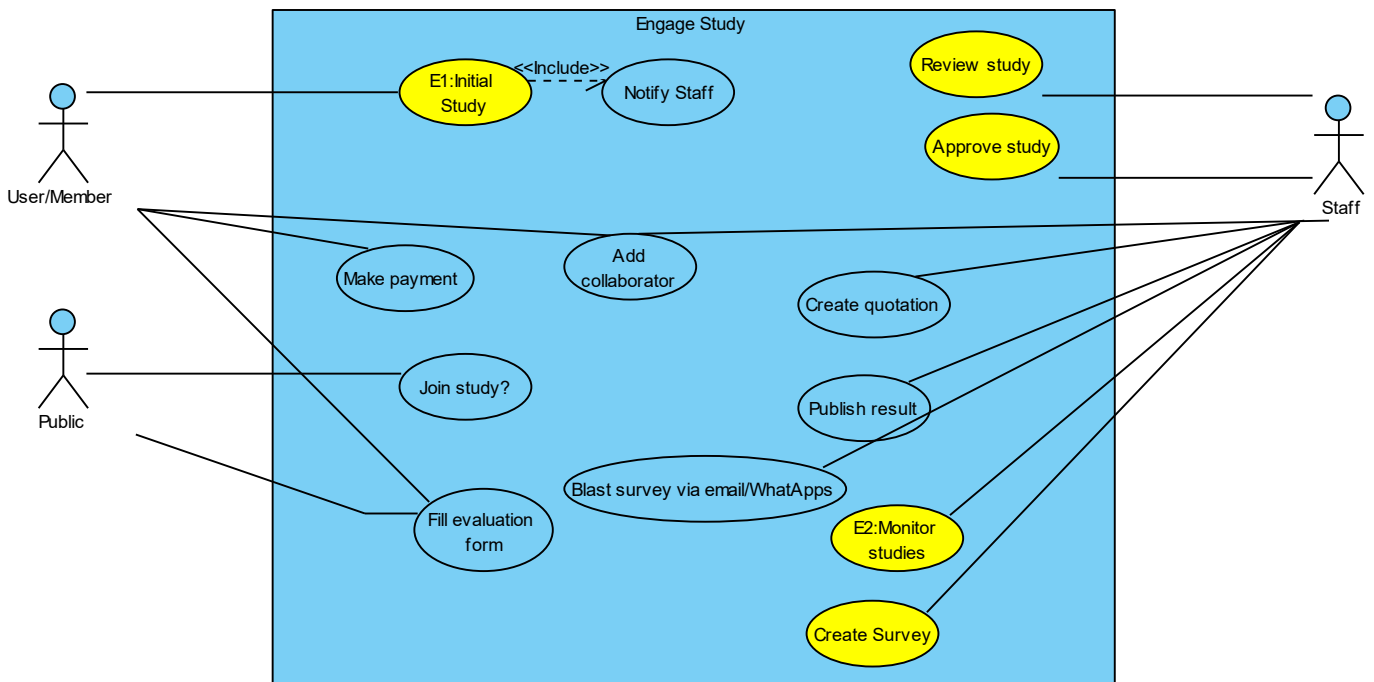 Engage Study
E1:Initial
Study
<<Include>>
Notify Staff
Review study
Approve study
User/Member
Staff
Make payment
Add
collaborator
Create quotation
Public
Join study?
Publish result
Blast survey via email/WhatApps
Fill evaluation
form
E2:Monitor
studies
Create Survey